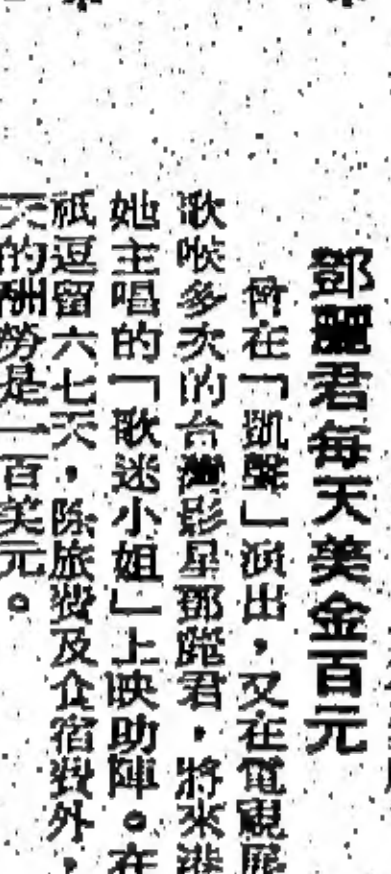 鄧麗君每天美金百元
曾在「凱聲」演出，又在電視展
歌喉多次的台灣影星鄧麗君，將來港
她主唱的「歌迷小姐」上映助陣。在
祇逗留六七天，除旅費及食宿費外，
天的酬勞是一百美元。